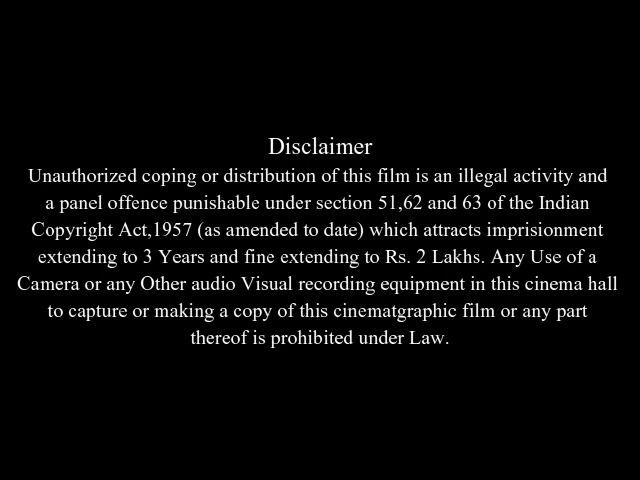 Disclaimer
Unauthorized coping or distribution of this film is an illegal activity and
a panel offence punishable under section 51,62 and 63 of the Indian
Copyright Act,1957 (as amended to date) which attracts imprisionment
extending to 3 Years and fine extending to Rs. 2 Lakhs. Any Use of a
Camera or any Other audio Visual recording equipment in this cinema hall
to capture or making a copy of this cinematgraphic film or any part
thereof is prohibited under Law.